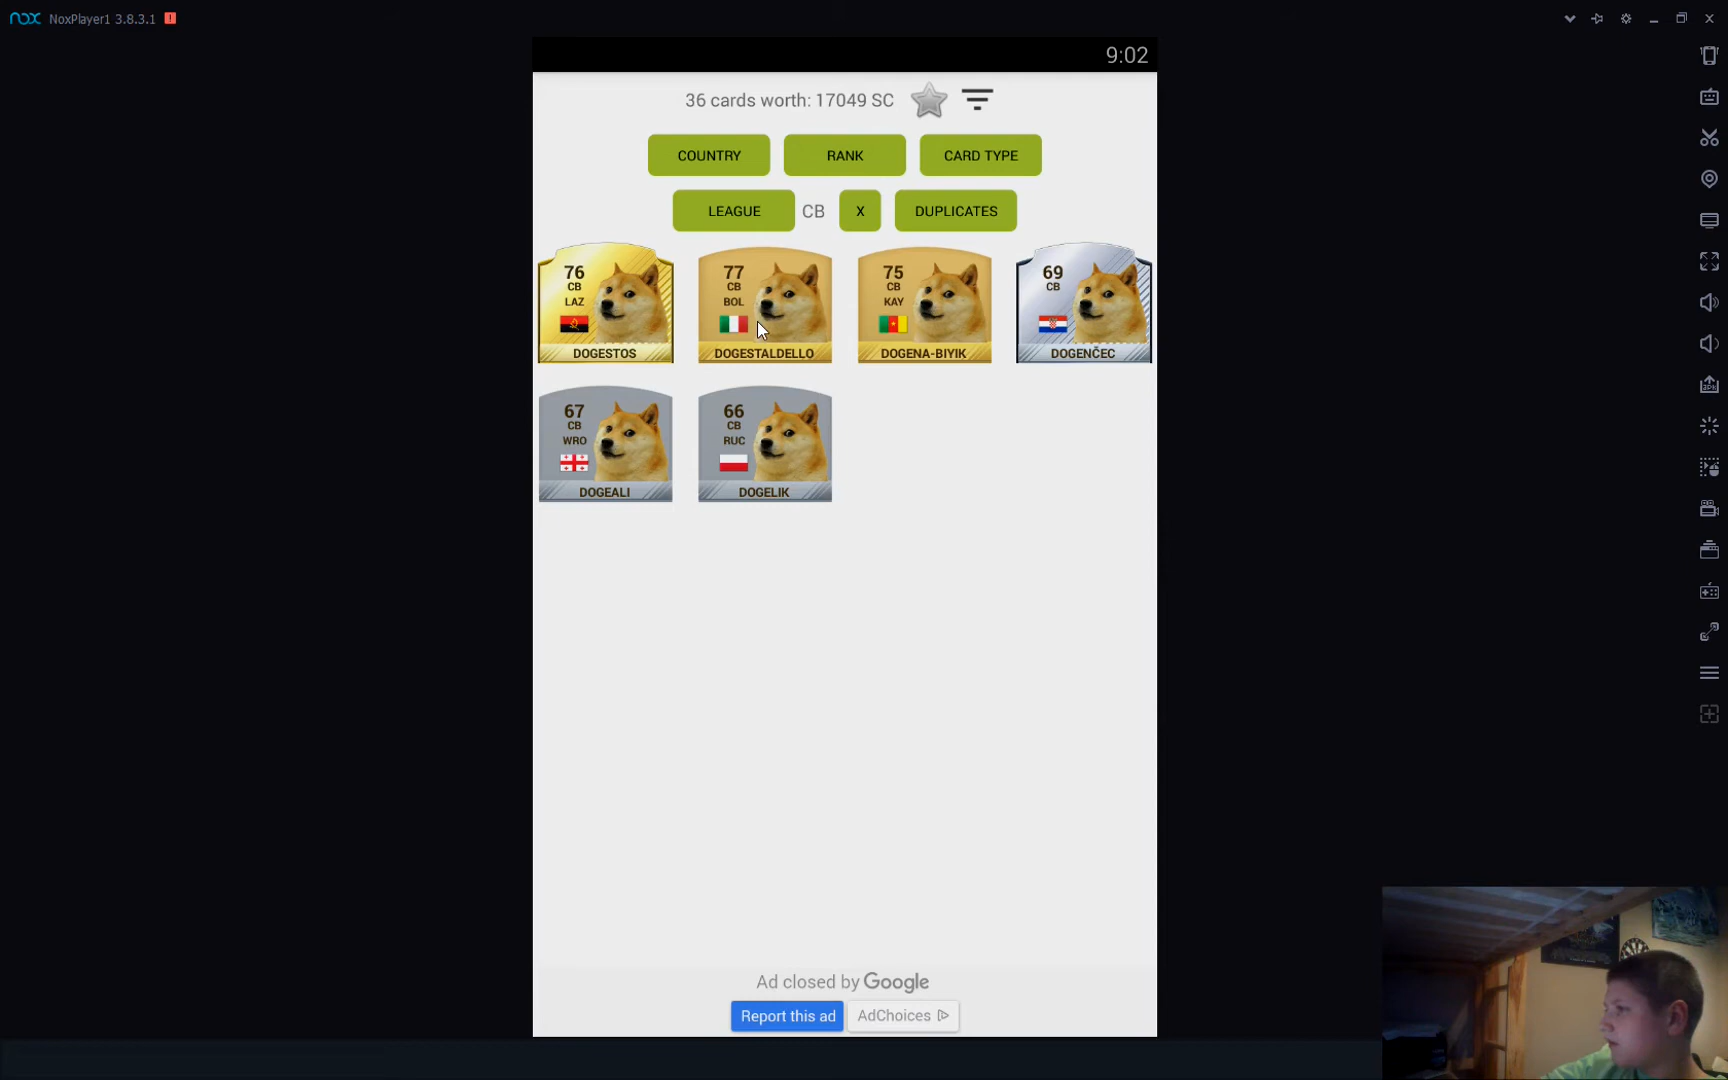 nox NoxPlayer1 3.8.3.1
9:02
36 cards worth: 17049 SC
COUNTRY RANK CARD TYPE
LEAGUE CB X DUPLICATES
76 CB LAZ DOGESTOS
77 CB BOL DOGESTALDELLO
75 CB KAY DOGENA-BIYIK
69 CB DOGENČEC
67 CB WRO DOGEALI
66 CB RUC DOGELIK
Ad closed by Google
Report this ad AdChoices